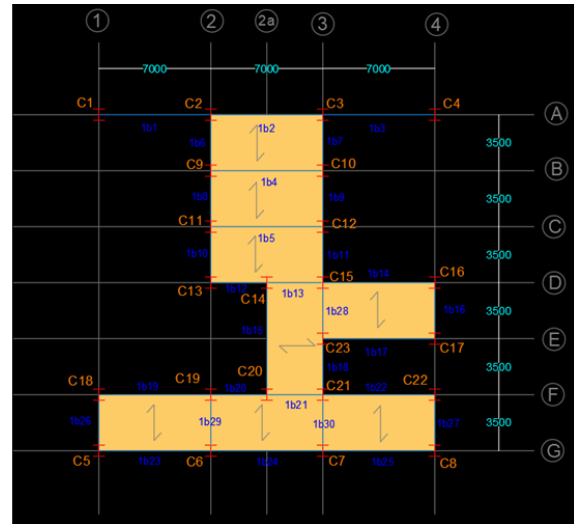 1 2 2a 3 4
7000 7000 7000
C1 C2 C3 C4 A
1b1 1b2 1b3
1b6 1b7 3500
C9 C10 B
1b4
1b8 1b9 3500
C11 C12 C
1b5
1b10 1b11 3500
C15 1b14 C16 D
C13 1b12 C14 1b13
1b15 1b28 1b16 3500
C23 C17 E
1b17
1b18 3500
C18 C19 C20 C21 C22
1b19 1b20 1b22 F
1b21
1b26 1b29 1b30 1b27 3500
C5 C6 C7 C8 G
1b23 1b24 1b25